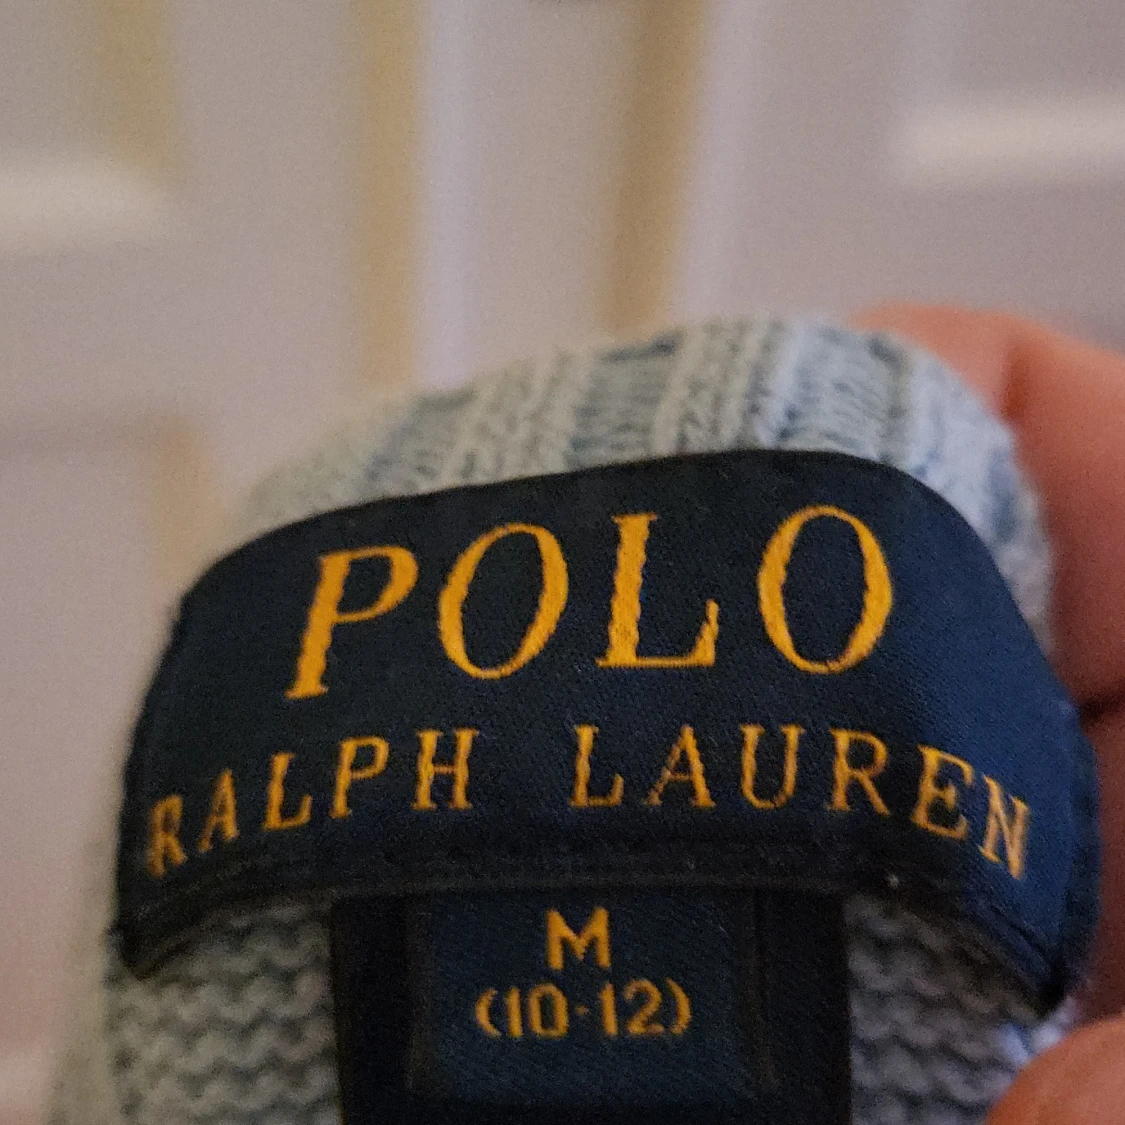 POLO
RALPH LAUREN
M
(10-12)